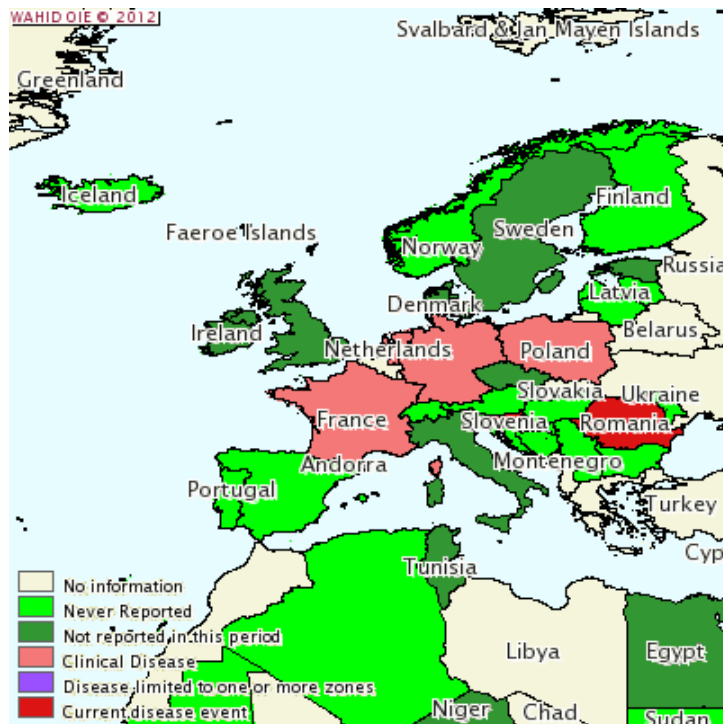 WAHID OIE © 2012
Svalbard & Jan Mayen Islands
Greenland
Iceland
Finland
Faeroe Islands
Sweden
Norway
Russia
Denmark
Latvia
Ireland
Belarus
Netherlands
Poland
Slovakia
Ukraine
France
Slovenia
Romania
Andorra
Montenegro
Portugal
Turkey
Cyp
Tunisia
Libya
Egypt
Niger
Chad
Sudan
No information
Never Reported
Not reported in this period
Clinical Disease
Disease limited to one or more zones
Current disease event